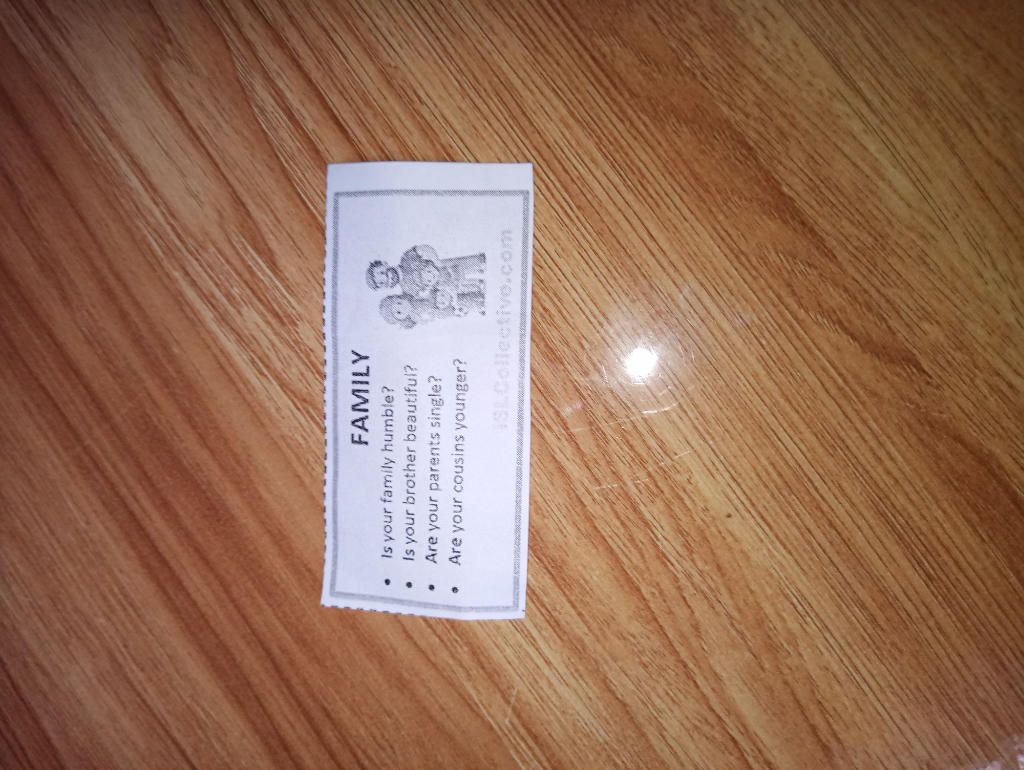 FAMILY
• Is your family humble?
• Is your brother beautiful?
• Are your parents single?
• Are your cousins younger?
iSLCollective.com